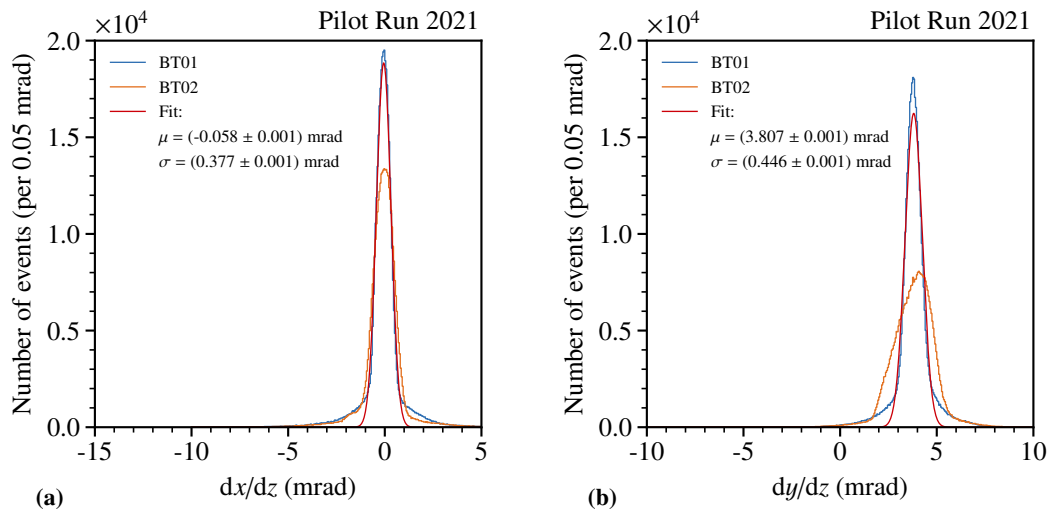 ×10⁴ Pilot Run 2021
2.0
1.5
1.0
0.5
0.0
Number of events (per 0.05 mrad)
BT01
BT02
Fit:
μ = (-0.058 ± 0.001) mrad
σ = (0.377 ± 0.001) mrad
-15 -10 -5 0 5
dx/dz (mrad)
(a)
×10⁴ Pilot Run 2021
2.0
1.5
1.0
0.5
0.0
Number of events (per 0.05 mrad)
BT01
BT02
Fit:
μ = (3.807 ± 0.001) mrad
σ = (0.446 ± 0.001) mrad
-10 -5 0 5 10
dy/dz (mrad)
(b)